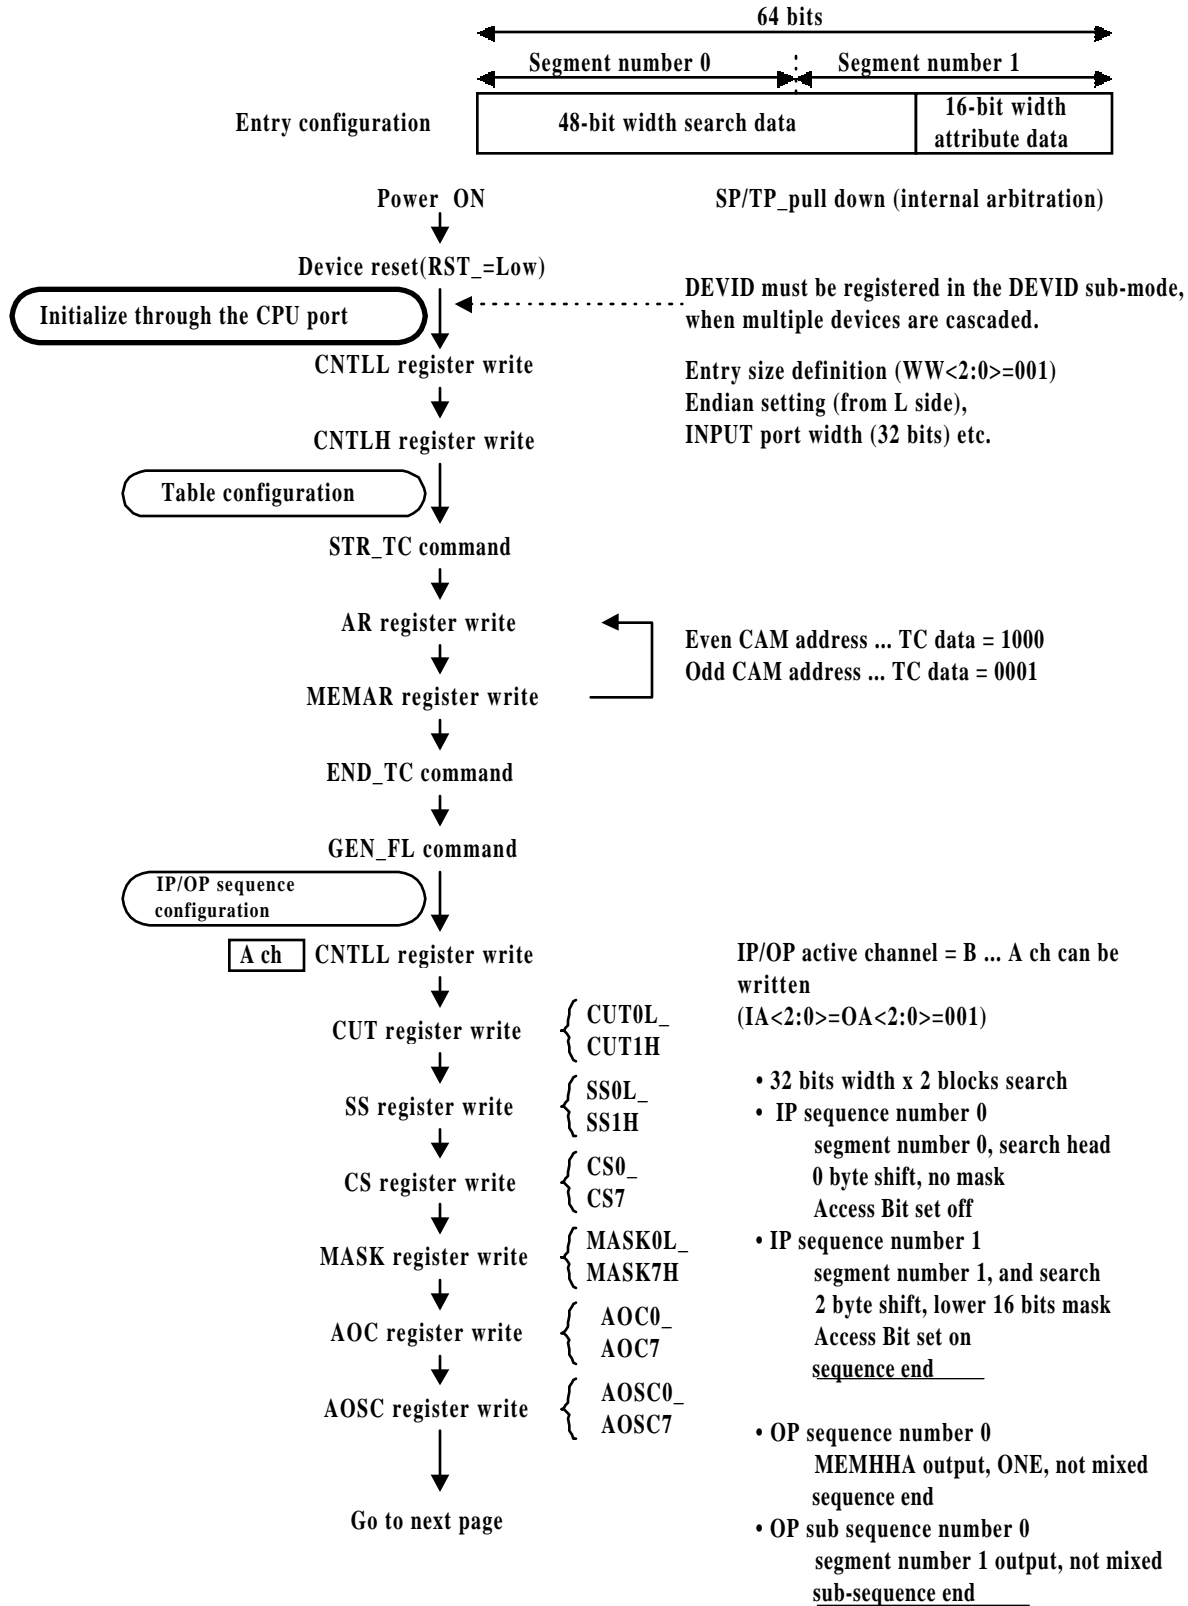 64 bits
Segment number 0
Segment number 1
Entry configuration
48-bit width search data
16-bit width
attribute data
Power_ON
SP/TP_pull down (internal arbitration)
Device reset(RST_=Low)
Initialize through the CPU port
DEVID must be registered in the DEVID sub-mode,
when multiple devices are cascaded.
CNTLL register write
Entry size definition (WW<2:0>=001)
Endian setting (from L side),
INPUT port width (32 bits) etc.
CNTLH register write
Table configuration
STR_TC command
AR register write
Even CAM address ... TC data = 1000
Odd CAM address ... TC data = 0001
MEMAR register write
END_TC command
GEN_FL command
IP/OP sequence
configuration
A ch
CNTLL register write
IP/OP active channel = B ... A ch can be
written
(IA<2:0>=OA<2:0>=001)
CUT register write
CUT0L_
CUT1H
SS register write
SS0L_
SS1H
CS register write
CS0_
CS7
MASK register write
MASK0L_
MASK7H
AOC register write
AOC0_
AOC7
AOSC register write
AOSC0_
AOSC7
Go to next page
• 32 bits width x 2 blocks search
• IP sequence number 0
segment number 0, search head
0 byte shift, no mask
Access Bit set off
• IP sequence number 1
segment number 1, and search
2 byte shift, lower 16 bits mask
Access Bit set on
sequence end
• OP sequence number 0
MEMHHA output, ONE, not mixed
sequence end
• OP sub sequence number 0
segment number 1 output, not mixed
sub-sequence end